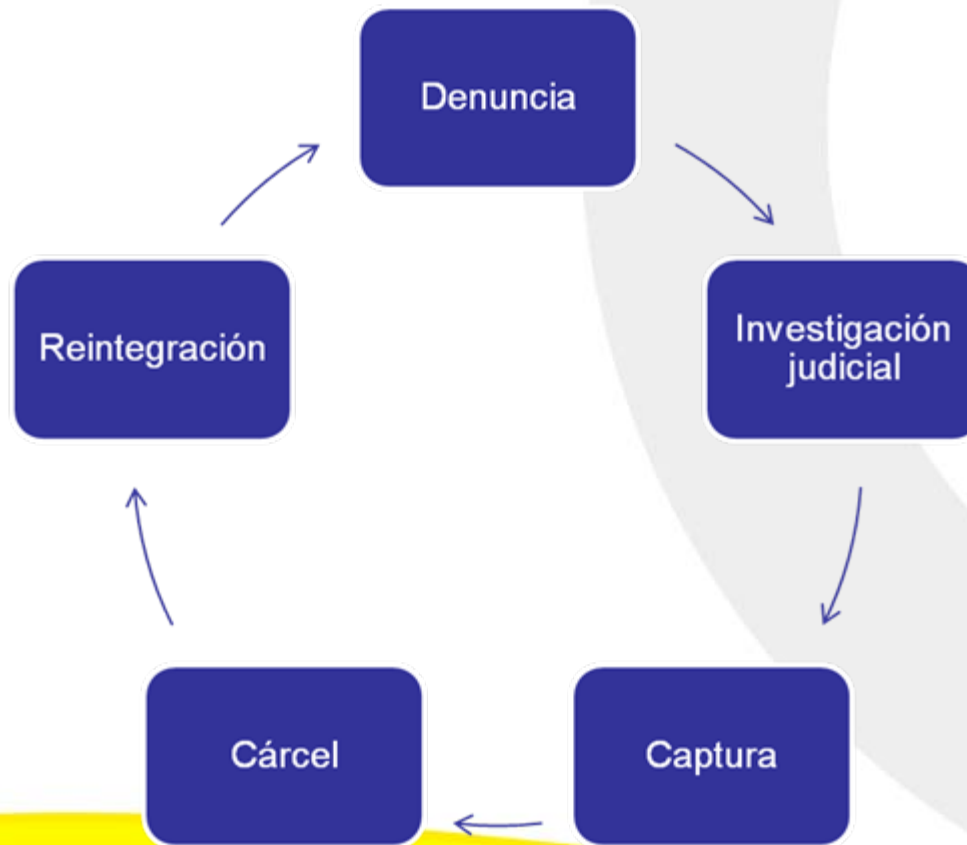 Denuncia
Investigación
judicial
Captura
Cárcel
Reintegración